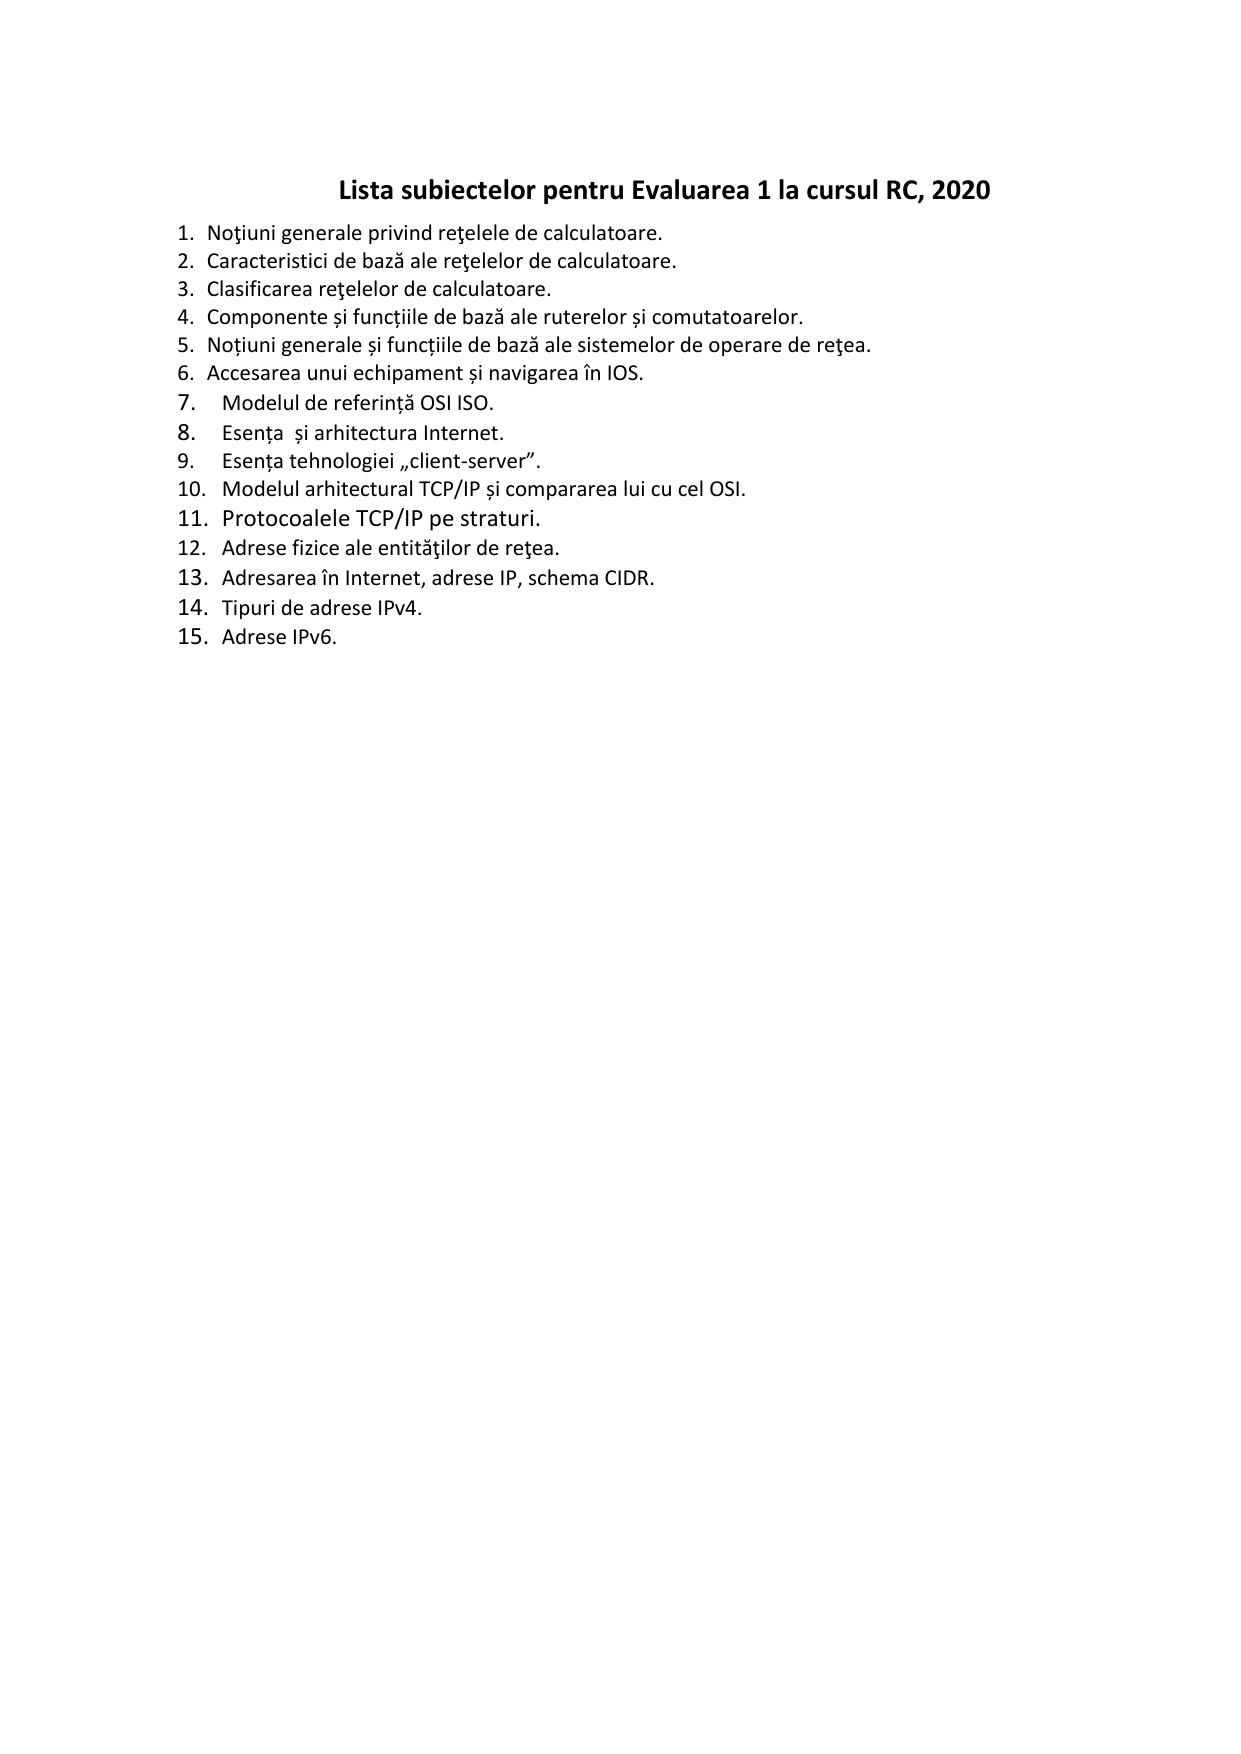 Lista subiectelor pentru Evaluarea 1 la cursul RC, 2020
1. Noţiuni generale privind reţelele de calculatoare.
2. Caracteristici de bază ale reţelelor de calculatoare.
3. Clasificarea reţelelor de calculatoare.
4. Componente și funcțiile de bază ale ruterelor și comutatoarelor.
5. Noțiuni generale și funcțiile de bază ale sistemelor de operare de reţea.
6. Accesarea unui echipament și navigarea în IOS.
7. Modelul de referință OSI ISO.
8. Esența și arhitectura Internet.
9. Esența tehnologiei „client-server”.
10. Modelul arhitectural TCP/IP și compararea lui cu cel OSI.
11. Protocoalele TCP/IP pe straturi.
12. Adrese fizice ale entităţilor de reţea.
13. Adresarea în Internet, adrese IP, schema CIDR.
14. Tipuri de adrese IPv4.
15. Adrese IPv6.